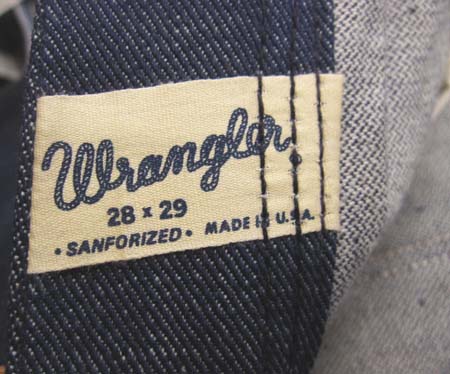 Wrangler
28 x 29
• SANFORIZED • MADE IN U.S.A.